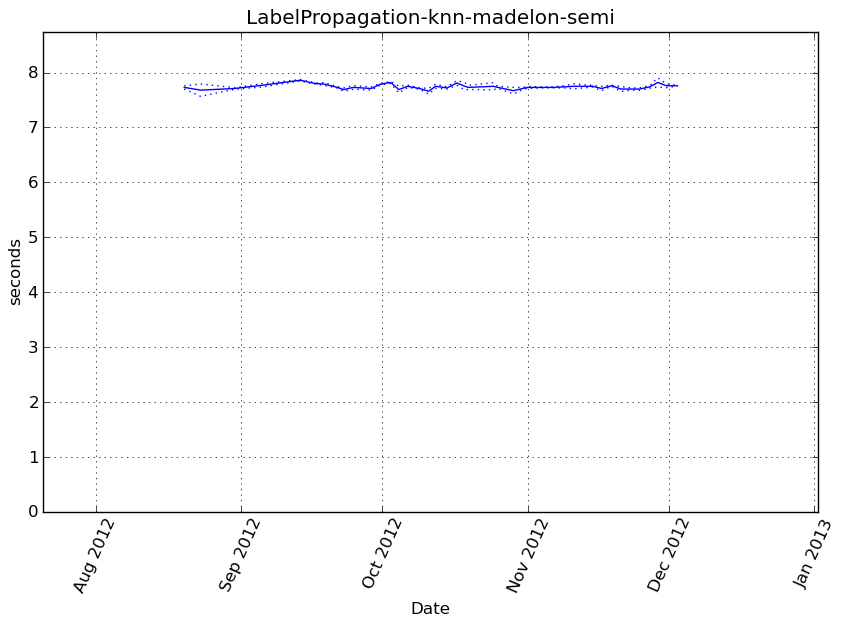 LabelPropagation-knn-madelon-semi
8
7
6
5
4
3
2
1
0
seconds
Aug 2012
Sep 2012
Oct 2012
Nov 2012
Dec 2012
Jan 2013
Date